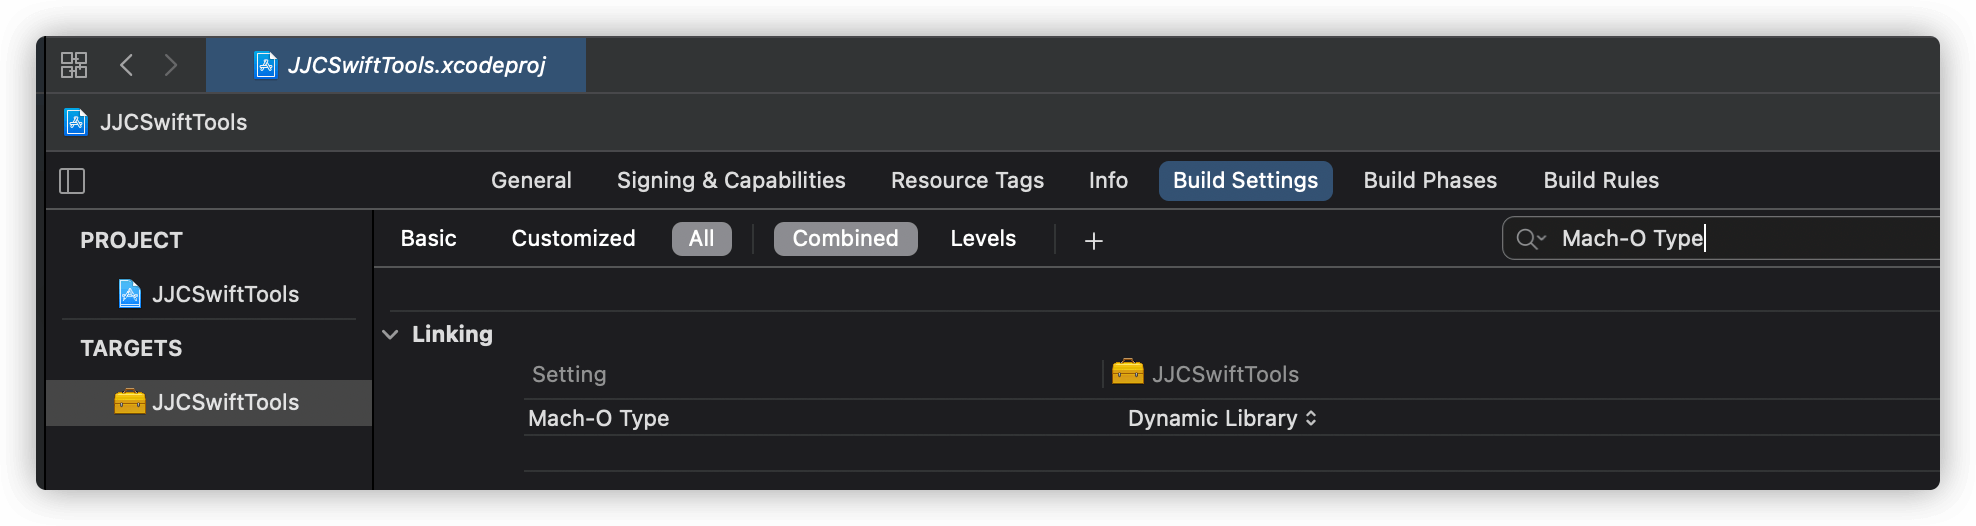 JJCSwiftTools.xcodeproj
JJCSwiftTools
General Signing & Capabilities Resource Tags Info Build Settings Build Phases Build Rules
PROJECT
JJCSwiftTools
TARGETS
JJCSwiftTools
Basic Customized All Combined Levels + Mach-O Type
Linking
Setting JJCSwiftTools
Mach-O Type Dynamic Library